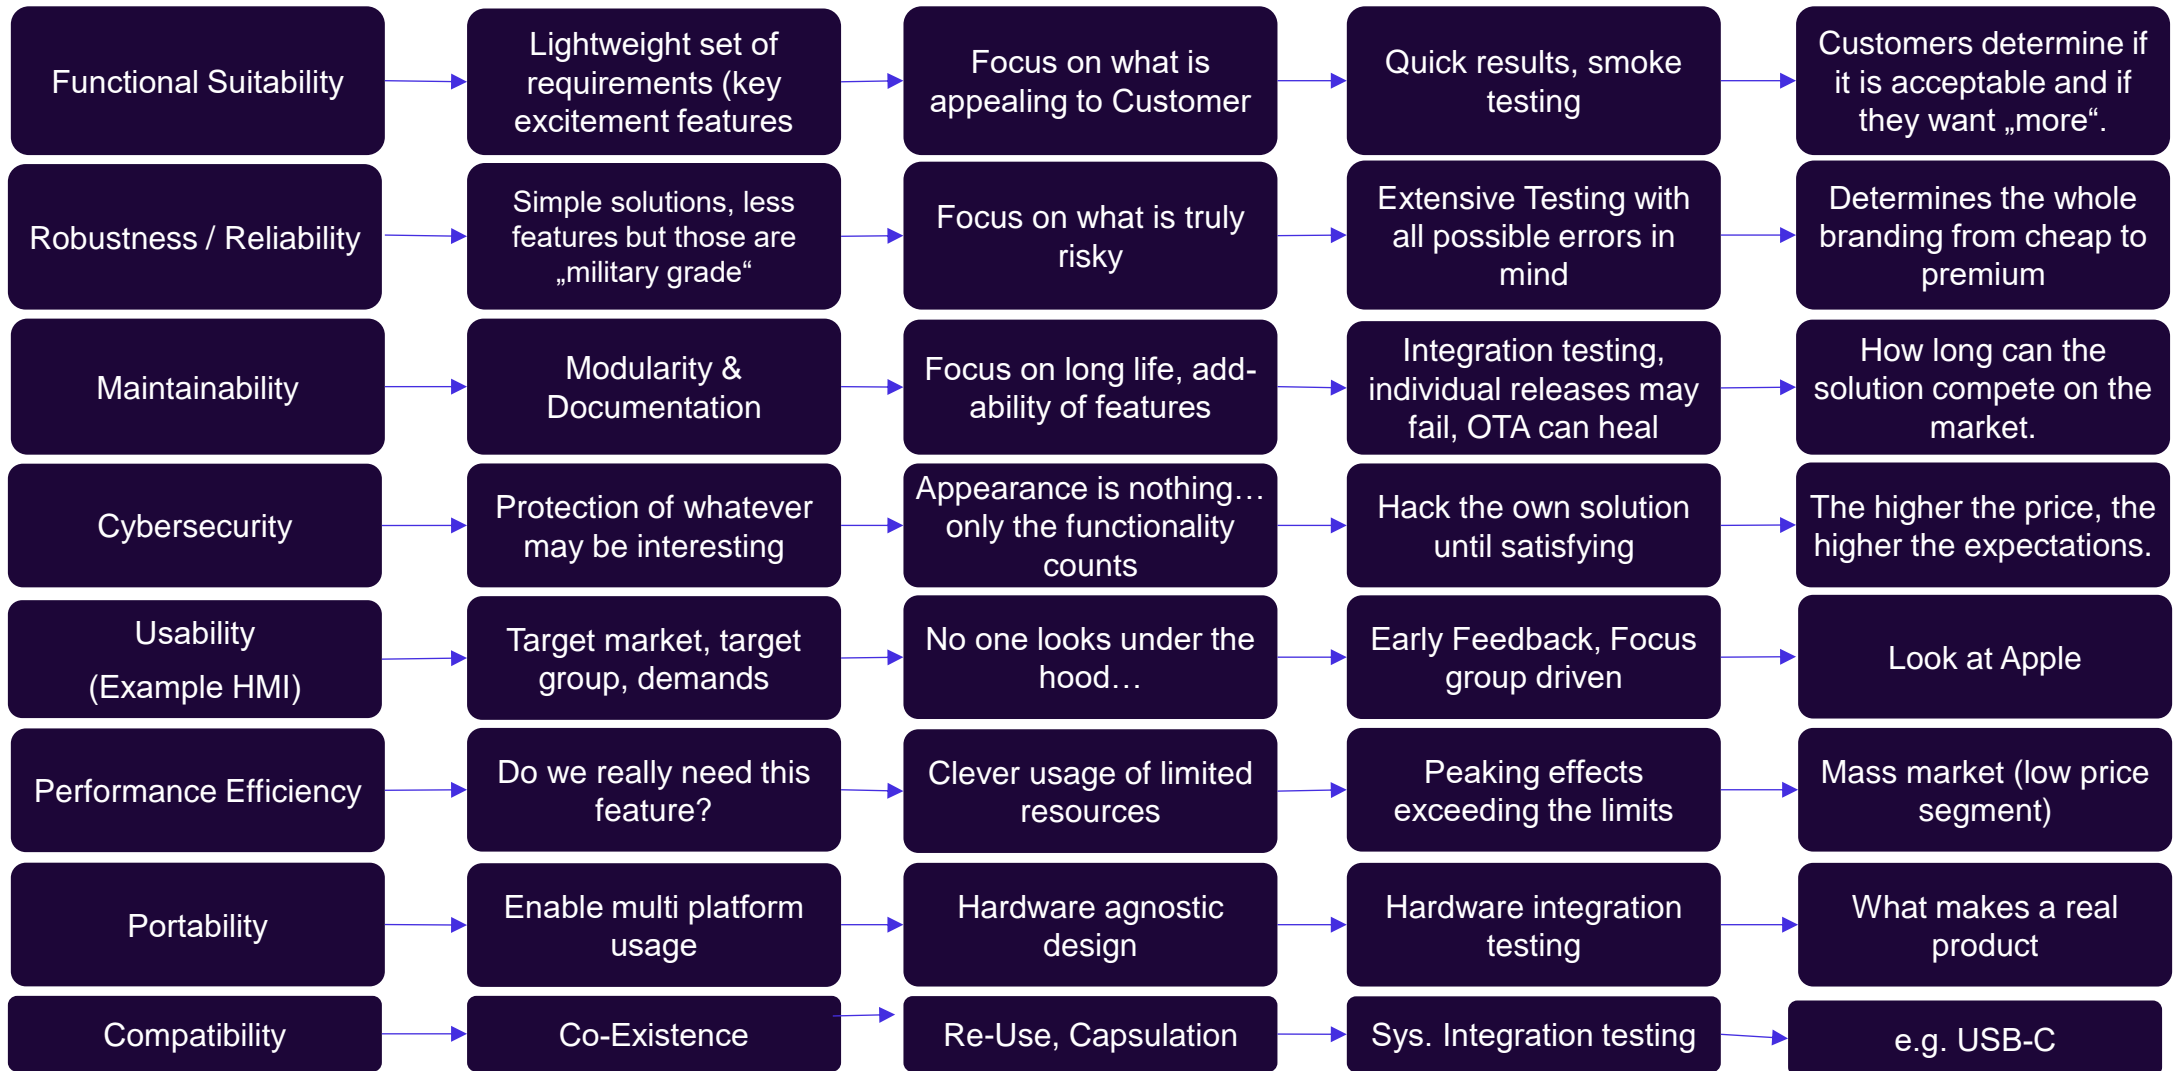 Functional Suitability
Lightweight set of
requirements (key
excitement features
Focus on what is
appealing to Customer
Quick results, smoke
testing
Customers determine if
it is acceptable and if
they want „more“.
Robustness / Reliability
Simple solutions, less
features but those are
„military grade“
Focus on what is truly
risky
Extensive Testing with
all possible errors in
mind
Determines the whole
branding from cheap to
premium
Maintainability
Modularity &
Documentation
Focus on long life, add-
ability of features
Integration testing,
individual releases may
fail, OTA can heal
How long can the
solution compete on the
market.
Cybersecurity
Protection of whatever
may be interesting
Appearance is nothing…
only the functionality
counts
Hack the own solution
until satisfying
The higher the price, the
higher the expectations.
Usability
(Example HMI)
Target market, target
group, demands
No one looks under the
hood…
Early Feedback, Focus
group driven
Look at Apple
Performance Efficiency
Do we really need this
feature?
Clever usage of limited
resources
Peaking effects
exceeding the limits
Mass market (low price
segment)
Portability
Enable multi platform
usage
Hardware agnostic
design
Hardware integration
testing
What makes a real
product
Compatibility
Co-Existence
Re-Use, Capsulation
Sys. Integration testing
e.g. USB-C